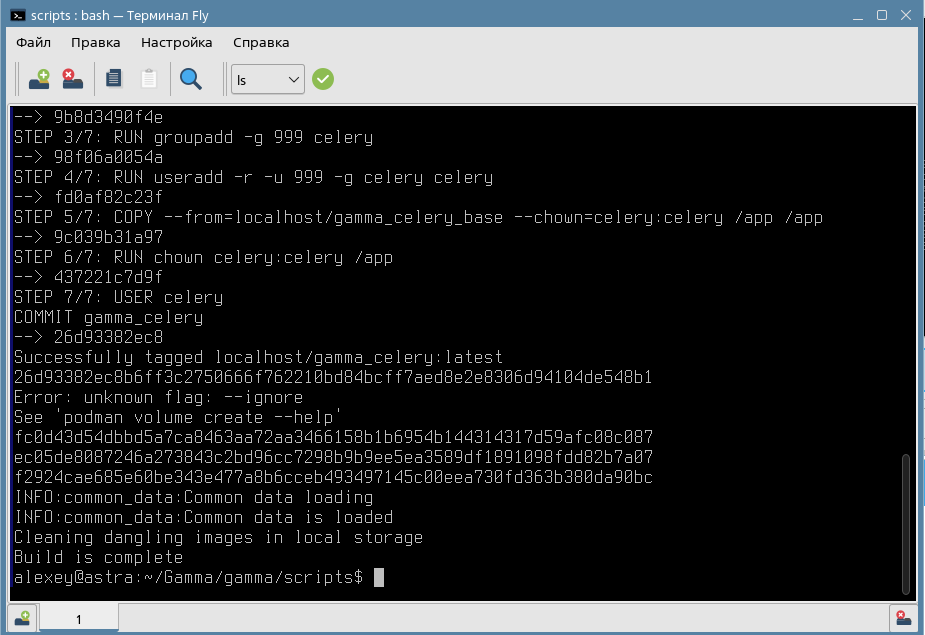 scripts : bash — Терминал Fly
Файл Правка Настройка Справка
ls
--> 9b8d3490f4e
STEP 3/7: RUN groupadd -g 999 celery
--> 98f06a0054a
STEP 4/7: RUN useradd -r -u 999 -g celery celery
--> fd0af82c23f
STEP 5/7: COPY --from=localhost/gamma_celery_base --chown=celery:celery /app /app
--> 9c039b31a97
STEP 6/7: RUN chown celery:celery /app
--> 437221c7d9f
STEP 7/7: USER celery
COMMIT gamma_celery
--> 26d93382ec8
Successfully tagged localhost/gamma_celery:latest
26d93382ec8b6ff3c2750666f762210bd84bcff7aed8e2e8306d94104de548b1
Error: unknown flag: --ignore
See 'podman volume create --help'
fc0d43d54dbbd5a7ca8463aa72aa3466158b1b6954b144314317d59afc08c087
ec05de8087246a273843c2bd96cc7298b9b9ee5ea3589df1891098fdd82b7a07
f2924cae685e60be343e477a8b6cceb493497145c00eea730fd363b380da90bc
INFO:common_data:Common data loading
INFO:common_data:Common data is loaded
Cleaning dangling images in local storage
Build is complete
alexey@astra:~/Gamma/gamma/scripts$
1